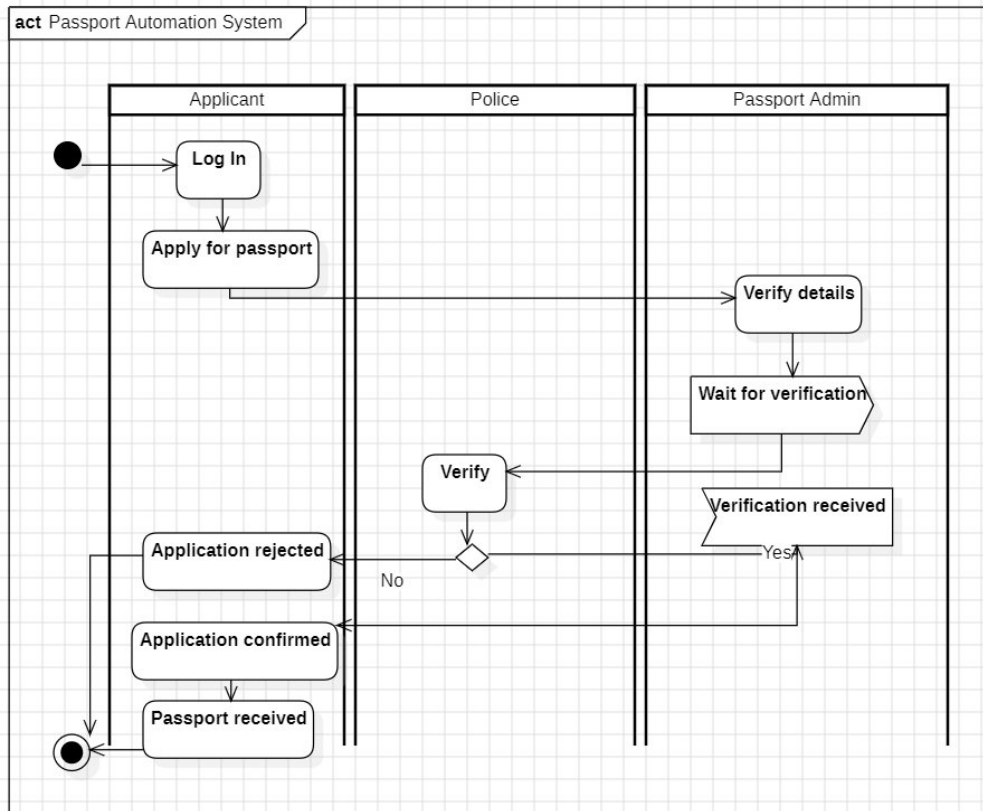 act Passport Automation System
Applicant
Police
Passport Admin
Log In
Apply for passport
Verify details
Wait for verification
Verify
Verification received
Application rejected
Yes
No
Application confirmed
Passport received